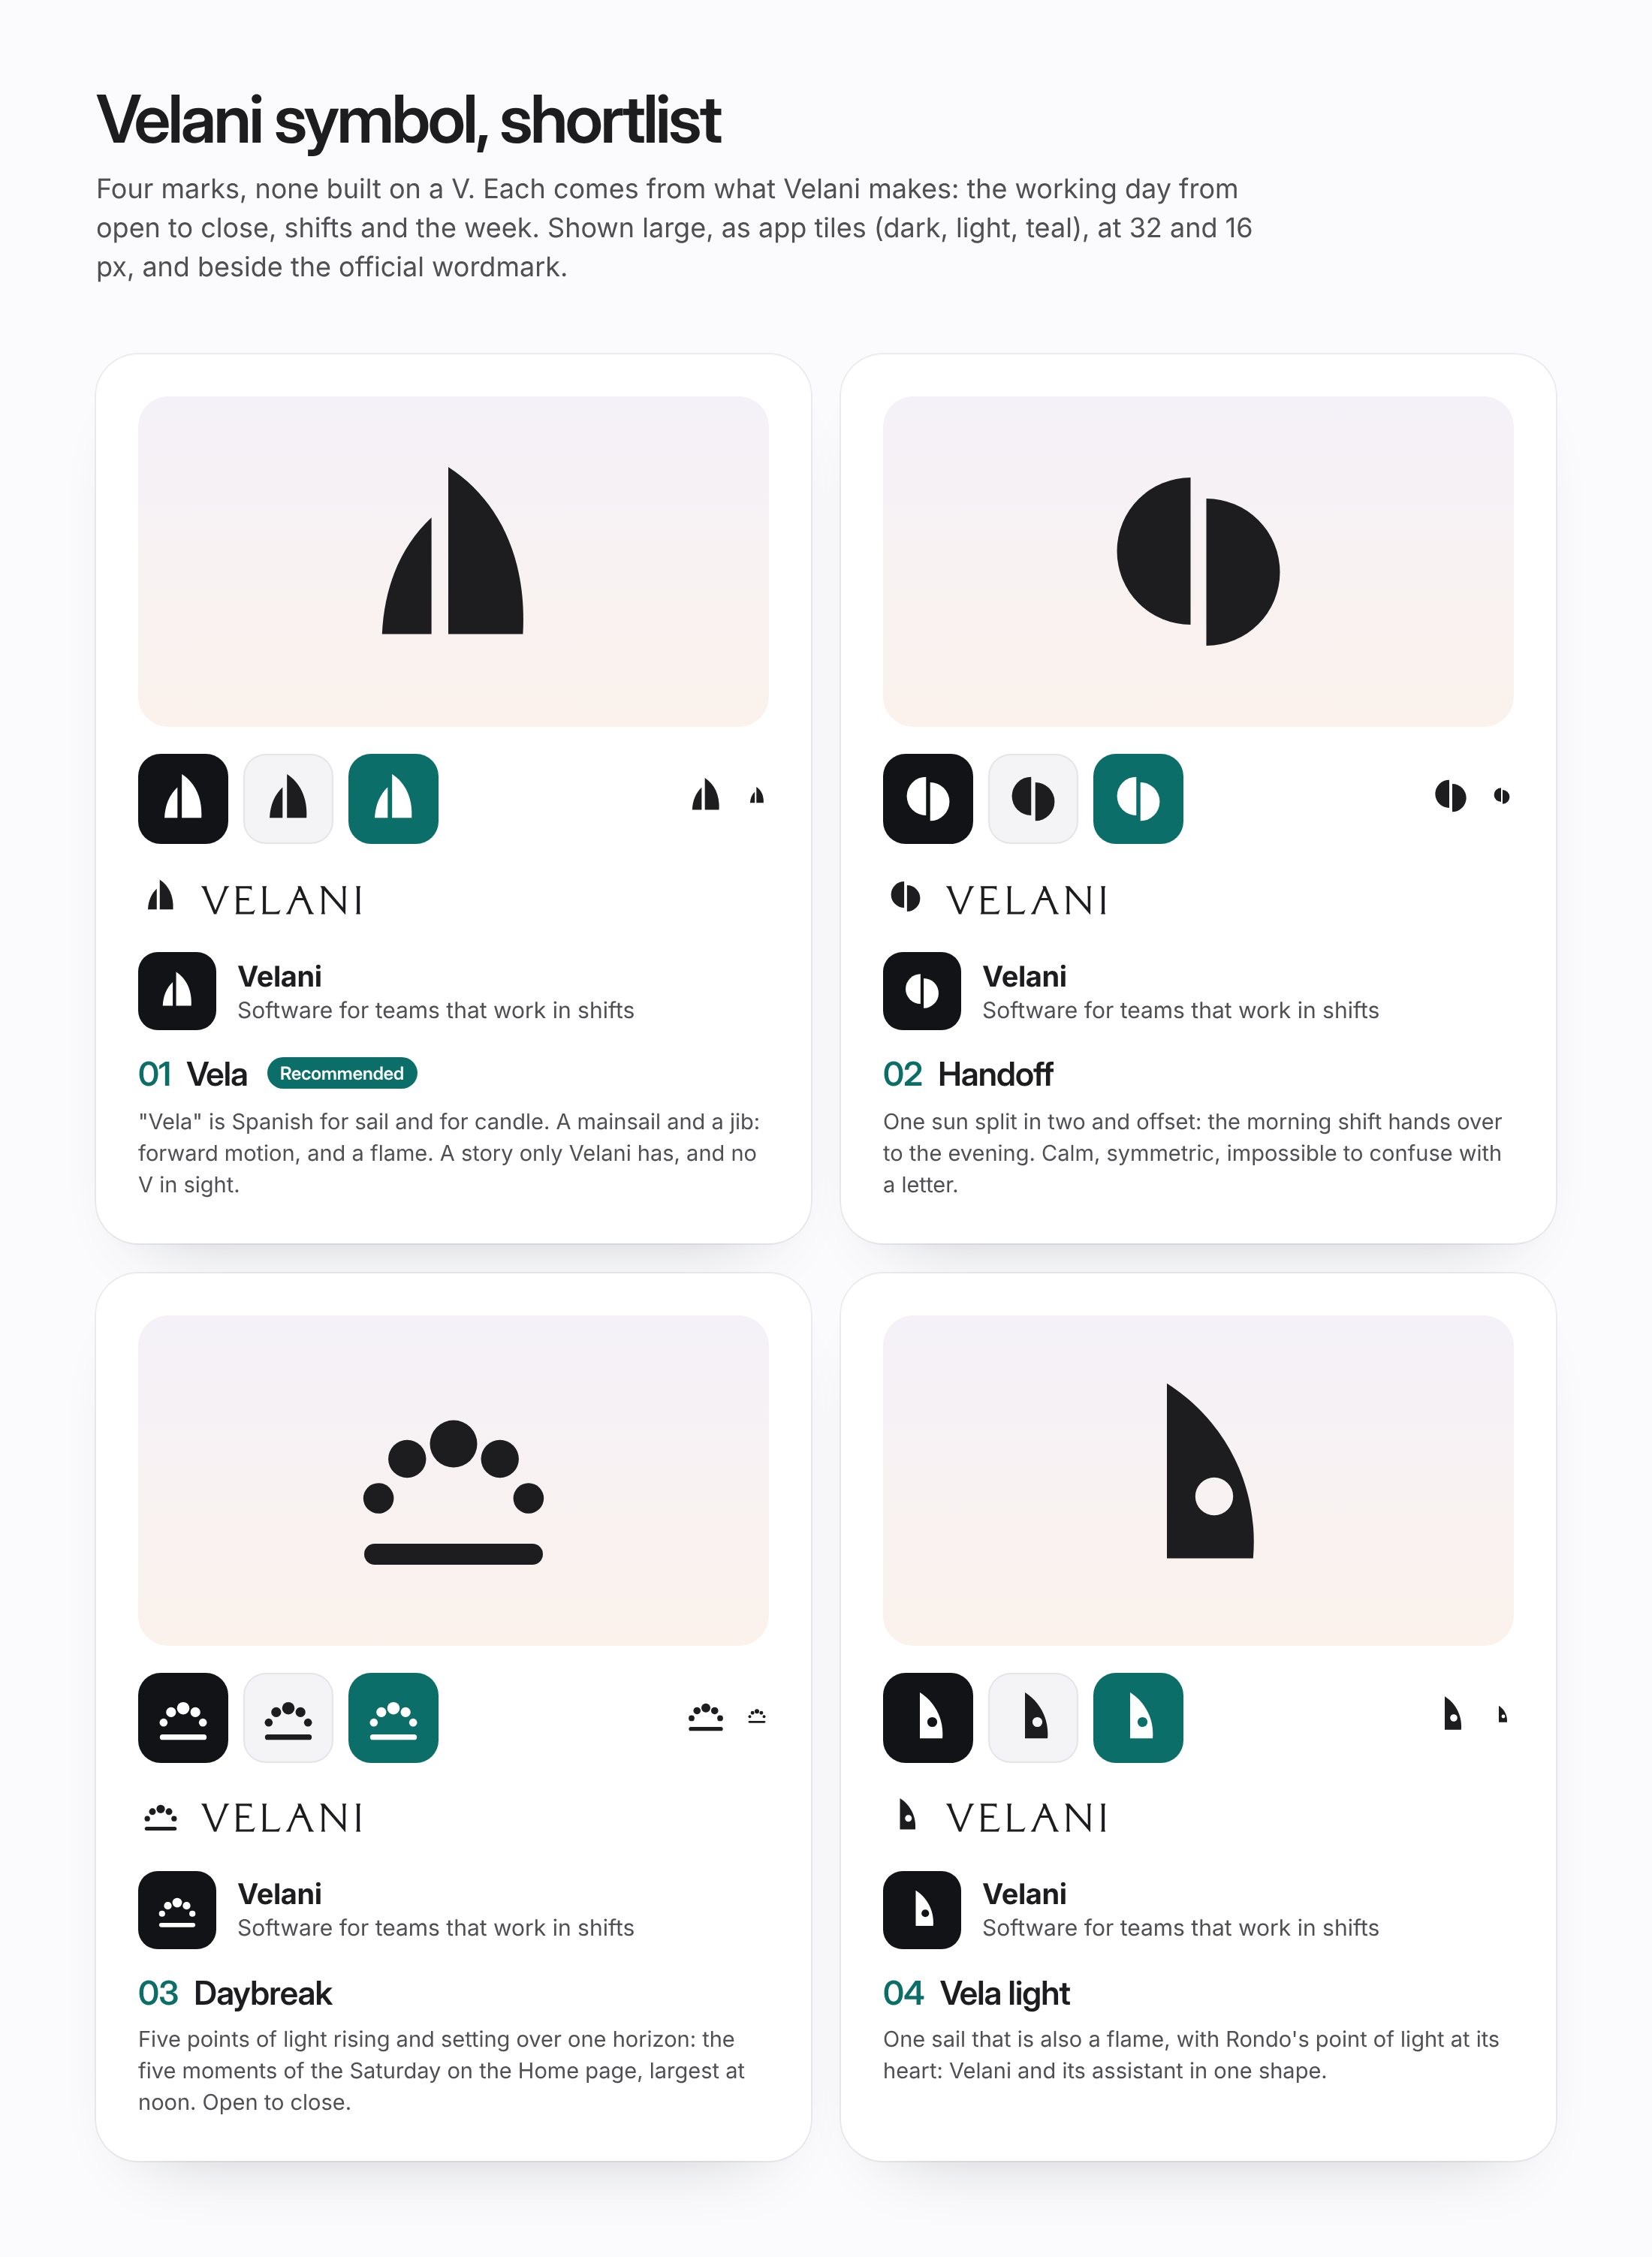 Velani symbol, shortlist
Four marks, none built on a V. Each comes from what Velani makes: the working day from
open to close, shifts and the week. Shown large, as app tiles (dark, light, teal), at 32 and 16
px, and beside the official wordmark.
VELANI
Velani
Software for teams that work in shifts
01 Vela Recommended
"Vela" is Spanish for sail and for candle. A mainsail and a jib:
forward motion, and a flame. A story only Velani has, and no
V in sight.
VELANI
Velani
Software for teams that work in shifts
02 Handoff
One sun split in two and offset: the morning shift hands over
to the evening. Calm, symmetric, impossible to confuse with
a letter.
VELANI
Velani
Software for teams that work in shifts
03 Daybreak
Five points of light rising and setting over one horizon: the
five moments of the Saturday on the Home page, largest at
noon. Open to close.
VELANI
Velani
Software for teams that work in shifts
04 Vela light
One sail that is also a flame, with Rondo's point of light at its
heart: Velani and its assistant in one shape.